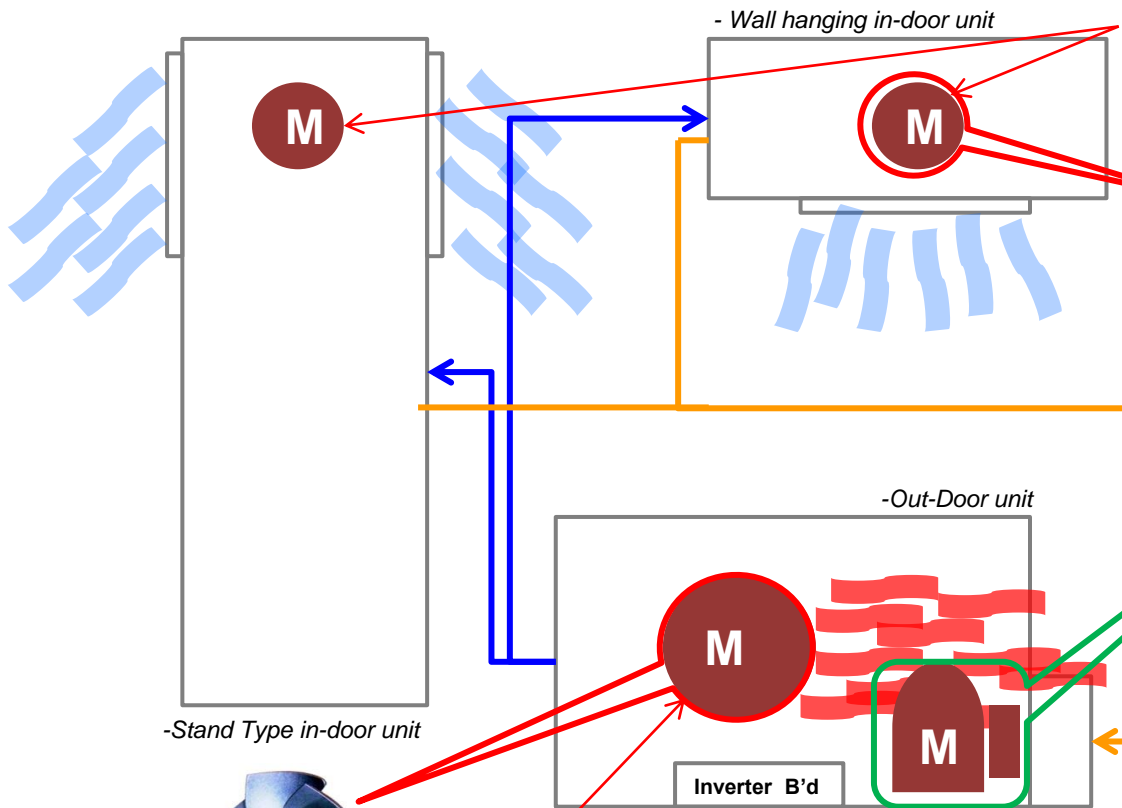 - Wall hanging in-door unit
M
M
-Out-Door unit
M
-Stand Type in-door unit
M
Inverter B’d